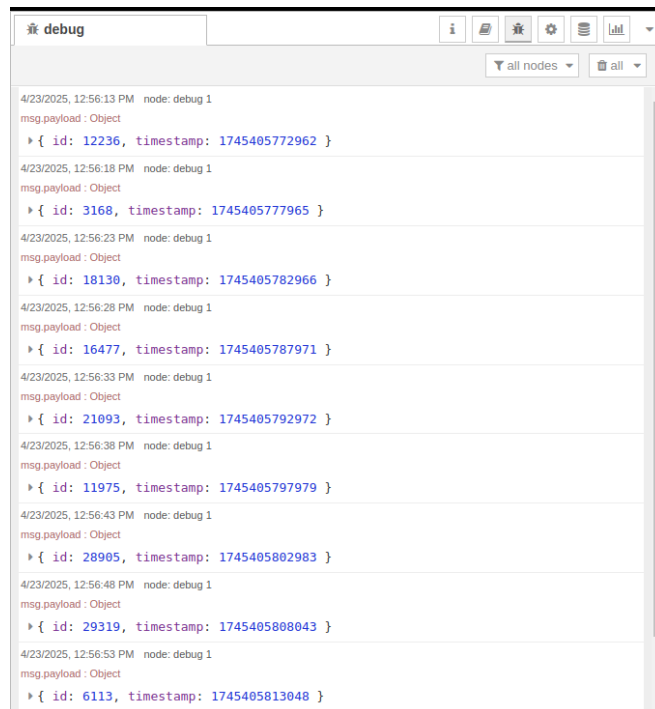 debug
all nodes
all
4/23/2025, 12:56:13 PM node: debug 1
msg.payload : Object
{ id: 12236, timestamp: 1745405772962 }
4/23/2025, 12:56:18 PM node: debug 1
msg.payload : Object
{ id: 3168, timestamp: 1745405777965 }
4/23/2025, 12:56:23 PM node: debug 1
msg.payload : Object
{ id: 18130, timestamp: 1745405782966 }
4/23/2025, 12:56:28 PM node: debug 1
msg.payload : Object
{ id: 16477, timestamp: 1745405787971 }
4/23/2025, 12:56:33 PM node: debug 1
msg.payload : Object
{ id: 21093, timestamp: 1745405792972 }
4/23/2025, 12:56:38 PM node: debug 1
msg.payload : Object
{ id: 11975, timestamp: 1745405797979 }
4/23/2025, 12:56:43 PM node: debug 1
msg.payload : Object
{ id: 28905, timestamp: 1745405802983 }
4/23/2025, 12:56:48 PM node: debug 1
msg.payload : Object
{ id: 29319, timestamp: 1745405808043 }
4/23/2025, 12:56:53 PM node: debug 1
msg.payload : Object
{ id: 6113, timestamp: 1745405813048 }